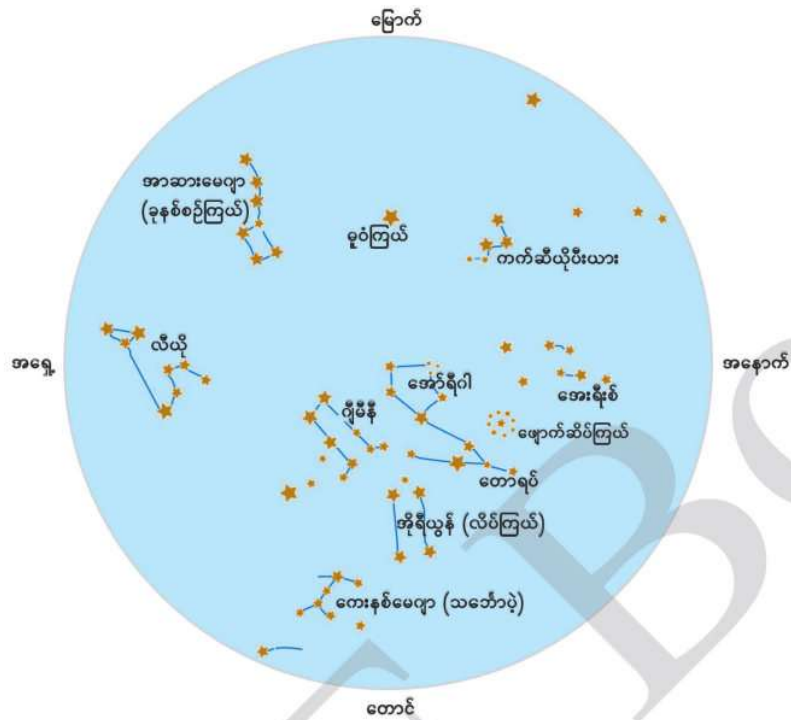 မြောက်
အာဆားမေဂျာ
(ခုနစ်စဉ်ကြယ်)
ဓူဝံကြယ်
ကက်ဆီယိုပီးယား
လီယို
အရှေ့
အနောက်
အော်ရီဂါ
အေးရီးစ်
ဂျီမီနီ
ဖျောက်ဆိပ်ကြယ်
တောရပ်
အိုရီယွန် (လိပ်ကြယ်)
ကေးနစ်မေဂျာ (သင်္ဘောပဲ့)
တောင်